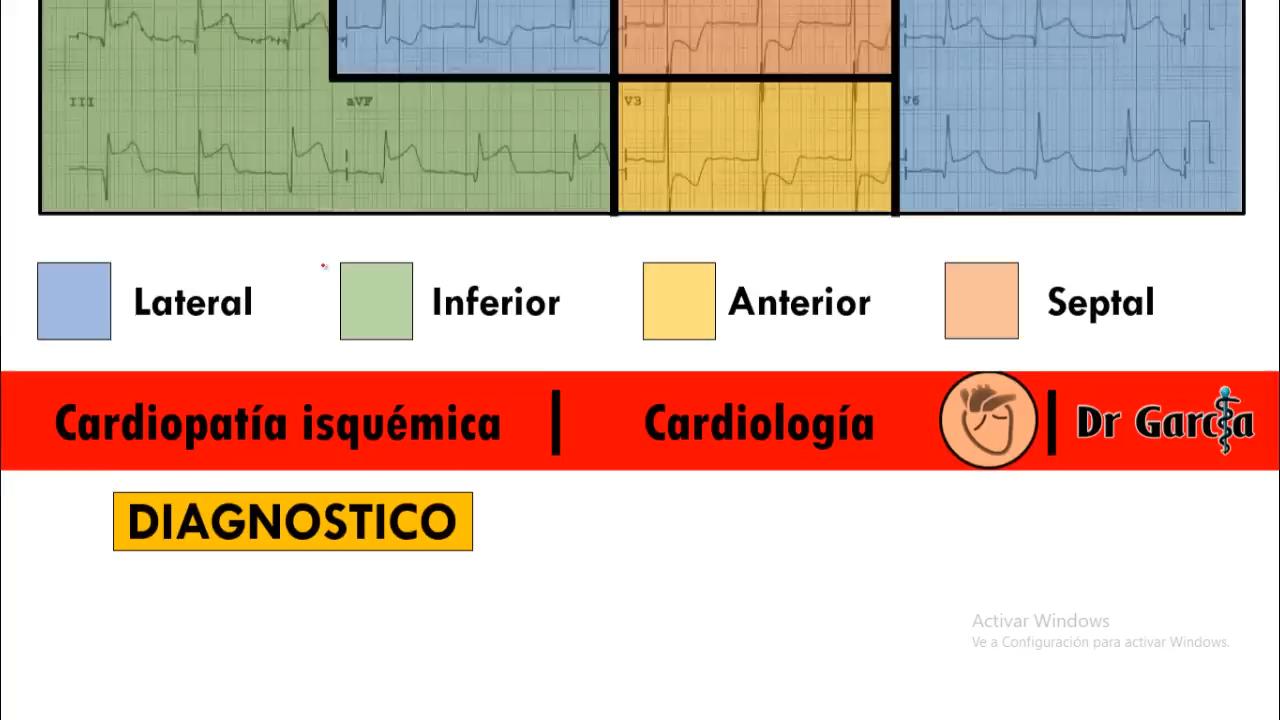 III
aVF
V3
V6
Lateral
Inferior
Anterior
Septal
Cardiopatía isquémica
Cardiología
Dr García
DIAGNOSTICO
Activar Windows
Ve a Configuración para activar Windows.